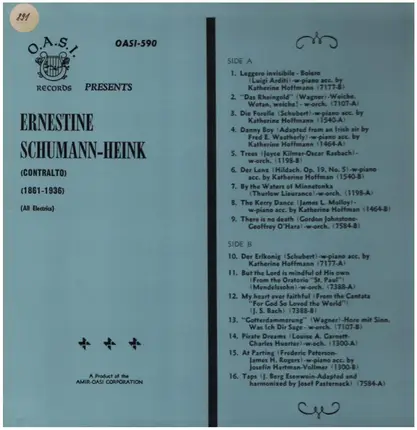 291
O.A.S.I.
RECORDS PRESENTS
OASI-590
ERNESTINE
SCHUMANN-HEINK
(CONTRALTO)
(1861-1936)
(All Electrics)
A Product of the
AMIR-OASI CORPORATION
SIDE A
1. Leggero invisibile - Bolero
(Luigi Arditi)-w-piano acc. by
Katherine Hoffmann (7177-B)
2. "Das Rheingold" (Wagner)-Weiche,
Wotan, weiche! - w-orch. (7107-A)
3. Die Forelle (Schubert)-w-piano acc. by
Katherine Hoffmann (1540-A)
4. Danny Boy (Adapted from an Irish air by
Fred E. Weatherly)-w-piano acc. by
Katherine Hoffmann (1464-A)
5. Trees (Joyce Kilmer-Oscar Rasbach)-
w-orch. (1198-B)
6. Der Lenz (Hildach, Op. 19, No. 5)-w-piano
acc. by Katherine Hoffman (1540-B)
7. By the Waters of Minnetonka
(Thurlow Lieurance)-w-orch. (1198-A)
8. The Kerry Dance (James L. Molloy)-
w-piano acc. by Katherine Hoffman (1464-B)
9. There is no death (Gordon Johnstone-
Geoffrey O'Hara)-w-orch. (7584-B)
SIDE B
10. Der Erlkonig (Schubert)-w-piano acc. by
Katherine Hoffmann (7177-A)
11. But the Lord is mindful of His own
(From the Oratorio "St. Paul")
(Mendelssohn)-w-orch. (7388-A)
12. My heart ever faithful (From the Cantata
"For God So Loved the World")
(J. S. Bach) (7388-B)
13. "Gotterdammerung" (Wagner)-Hore mit Sinn,
Was Ich Dir Sage - w-orch. (7107-B)
14. Pirate Dreams (Louise A. Garnett-
Charles Huerter)-w-och. (1300-A)
15. At Parting (Frederic Peterson-
James H. Rogers)-w-piano acc. by
Josefin Hartman-Vollmer (1300-B)
16. Taps (J. Berg Esenwein-Adapted and
harmonized by Josef Pasternack) (7584-A)